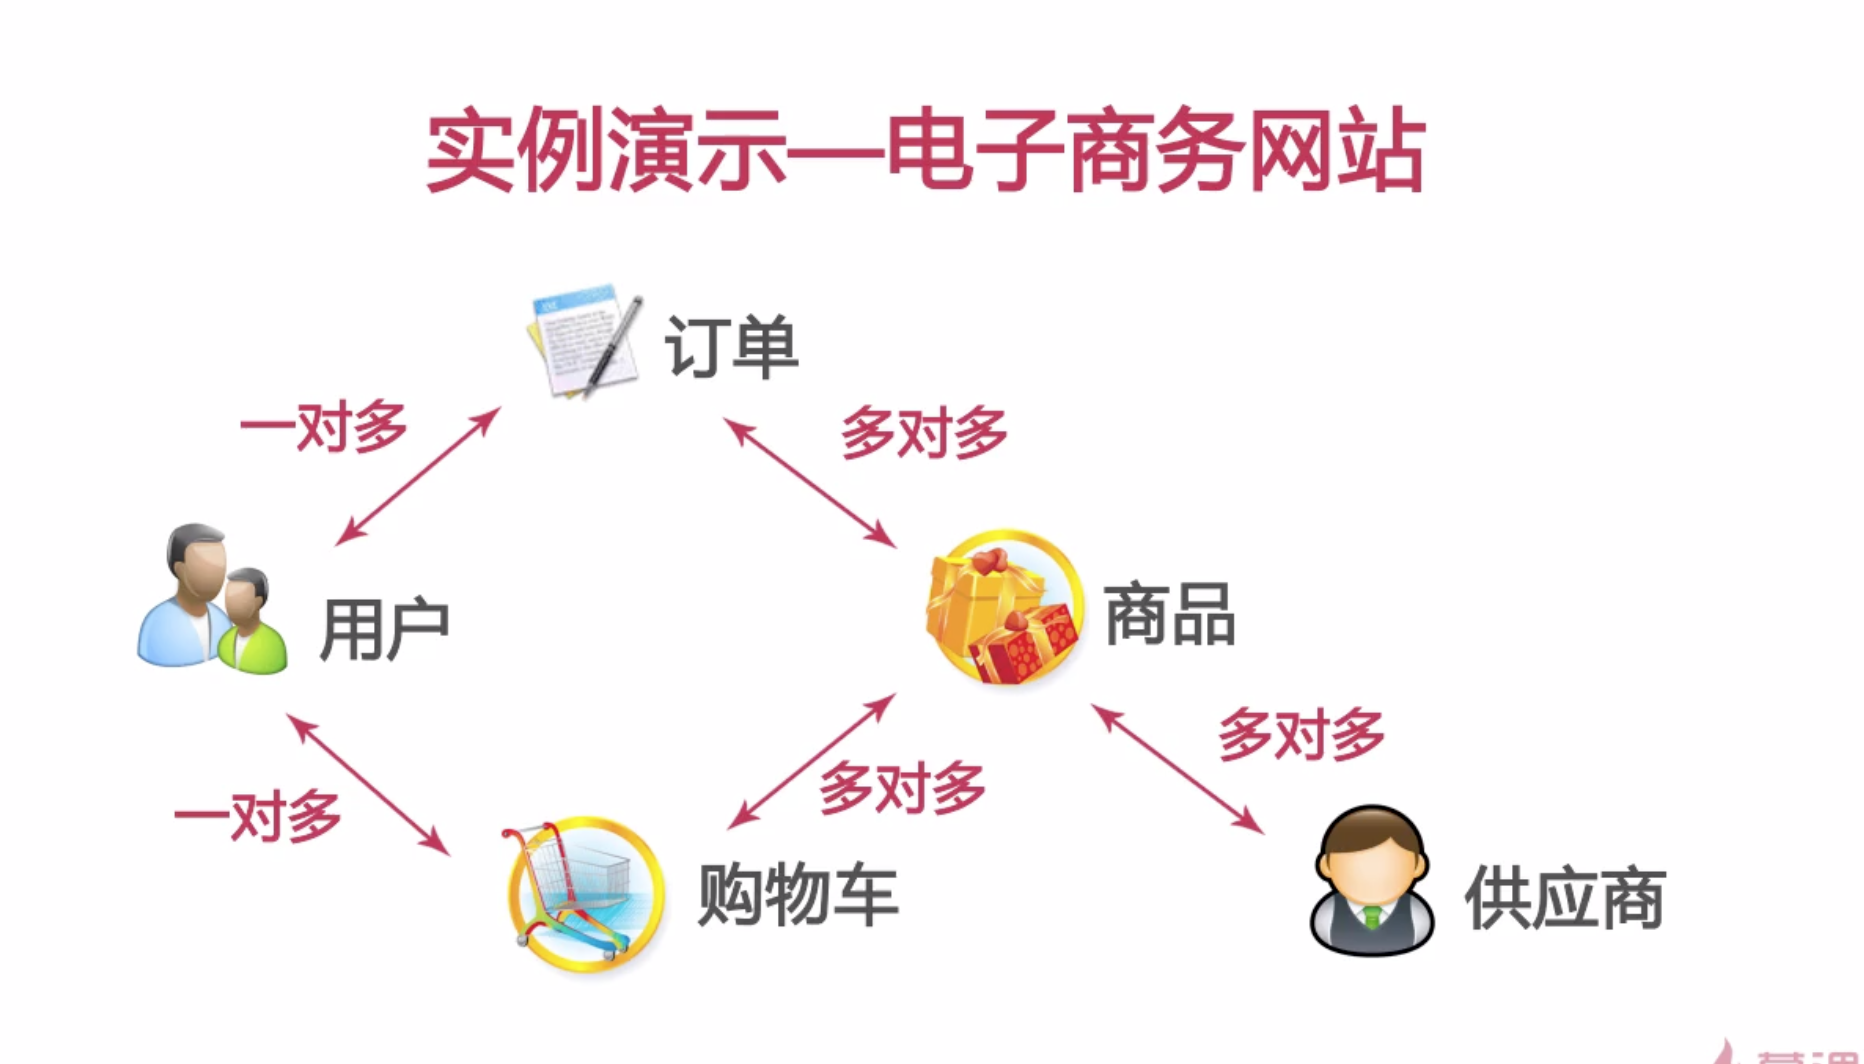 实例演示—电子商务网站
订单
一对多
多对多
用户
商品
一对多
多对多
多对多
购物车
供应商